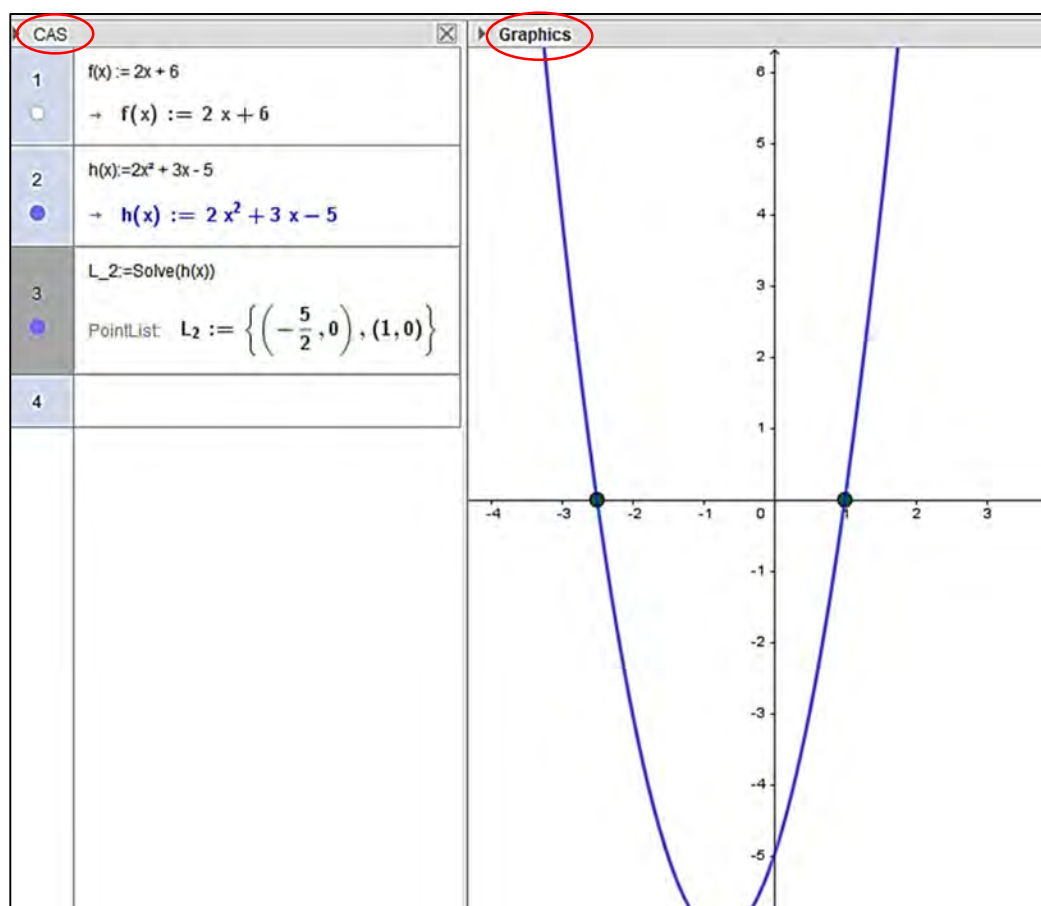 CAS
1
f(x) := 2x + 6
→ f(x) := 2 x + 6
2
h(x):=2x² + 3x - 5
→ h(x) := 2 x² + 3 x − 5
3
L_2:=Solve(h(x))
PointList: L₂ := {(−5/2, 0), (1, 0)}
4
Graphics
6
5
4
3
2
1
-4 -3 -2 -1 0 1 2 3
-1
-2
-3
-4
-5